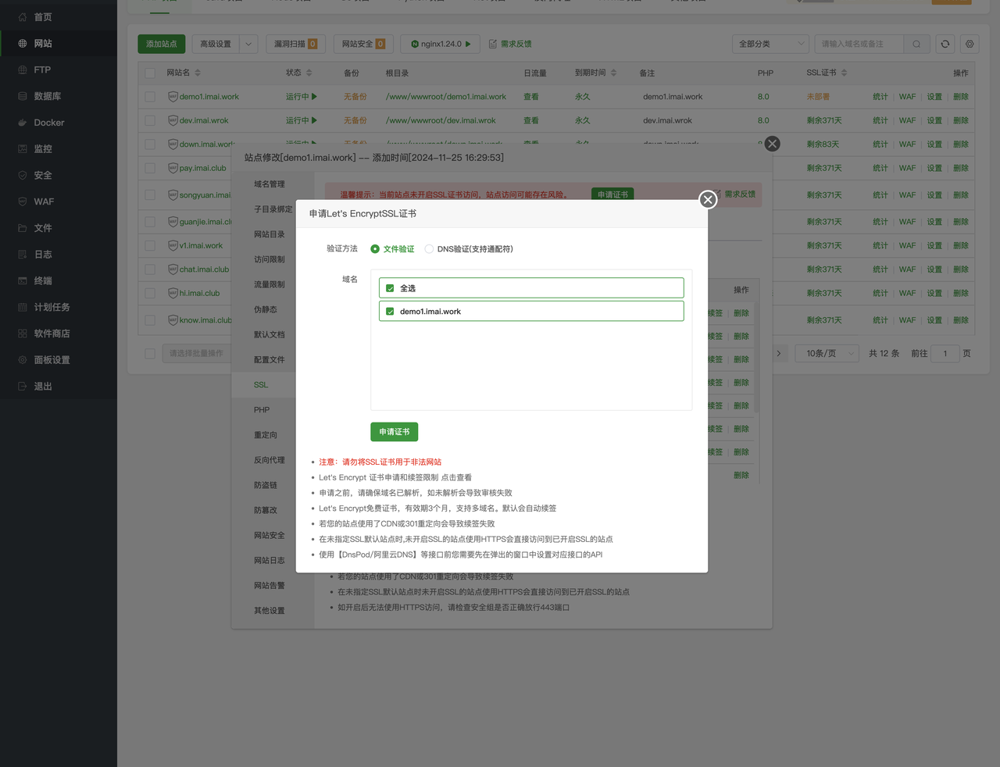 首页
网站
FTP
数据库
Docker
监控
安全
WAF
文件
日志
终端
计划任务
软件商店
面板设置
退出
添加站点 高级设置 漏洞扫描 0 网站安全 0 nginx1.24.0 需求反馈 全部分类 请输入域名或备注
网站名 状态 备份 根目录 日流量 到期时间 备注 PHP SSL证书 操作
demo1.imai.work 运行中 无备份 /www/wwwroot/demo1.imai.work 查看 永久 demo1.imai.work 8.0 未部署 统计 WAF 设置 删除
dev.imai.wrok 运行中 无备份 /www/wwwroot/dev.imai.wrok 查看 永久 dev.imai.wrok 8.0 剩余371天 统计 WAF 设置 删除
down.imai.work 剩余83天 统计 WAF 设置 删除
pay.imai.club 剩余371天 统计 WAF 设置 删除
songyuan.imai 剩余371天 统计 WAF 设置 删除
guanjie.imai.cl 剩余371天 统计 WAF 设置 删除
v1.imai.work 剩余371天 统计 WAF 设置 删除
chat.imai.club 剩余371天 统计 WAF 设置 删除
hi.imai.club 剩余371天 统计 WAF 设置 删除
know.imai.club 剩余371天 统计 WAF 设置 删除
请选择批量操作 10条/页 共 12 条 前往 1 页
站点修改[demo1.imai.work] -- 添加时间[2024-11-25 16:29:53]
域名管理
子目录绑定
网站目录
访问限制
流量限制
伪静态
默认文档
配置文件
SSL
PHP
重定向
反向代理
防盗链
防篡改
网站安全
网站日志
网站告警
其他设置
温馨提示：当前站点未开启SSL证书访问，站点访问可能存在风险。 申请证书 需求反馈
操作
续签 删除
续签 删除
续签 删除
续签 删除
续签 删除
续签 删除
续签 删除
删除
申请Let's EncryptSSL证书
验证方法 文件验证 DNS验证(支持通配符)
域名 全选
demo1.imai.work
申请证书
注意：请勿将SSL证书用于非法网站
Let's Encrypt 证书申请和续签限制 点击查看
申请之前，请确保域名已解析，如未解析会导致审核失败
Let's Encrypt免费证书，有效期3个月，支持多域名。默认会自动续签
若您的站点使用了CDN或301重定向会导致续签失败
在未指定SSL默认站点时,未开启SSL的站点使用HTTPS会直接访问到已开启SSL的站点
使用【DnsPod/阿里云DNS】等接口前您需要先在弹出的窗口中设置对应接口的API
若您的站点使用了CDN或301重定向会导致续签失败
在未指定SSL默认站点时未开启SSL的站点使用HTTPS会直接访问到已开启SSL的站点
如开启后无法使用HTTPS访问，请检查安全组是否正确放行443端口